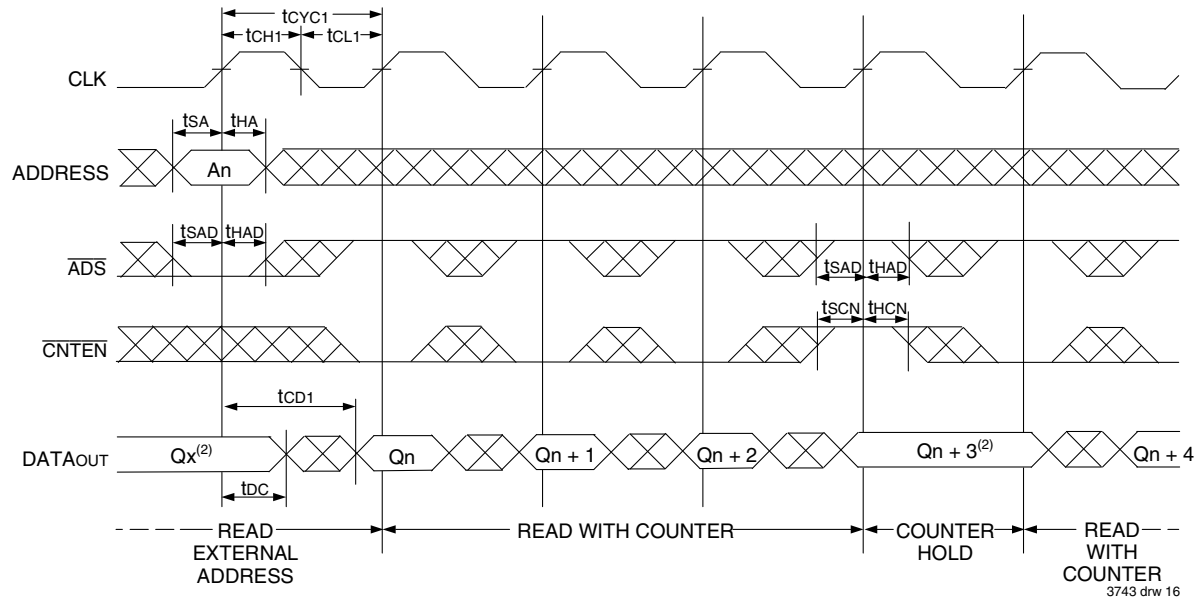 tCYC1
tCH1 tCL1
CLK
tSA tHA
ADDRESS An
tSAD tHAD
ADS
tSAD tHAD
tSCN tHCN
CNTEN
tCD1
DATAOUT Qx(2) Qn Qn + 1 Qn + 2 Qn + 3(2) Qn + 4
tDC
READ EXTERNAL ADDRESS
READ WITH COUNTER
COUNTER HOLD
READ WITH COUNTER
3743 drw 16